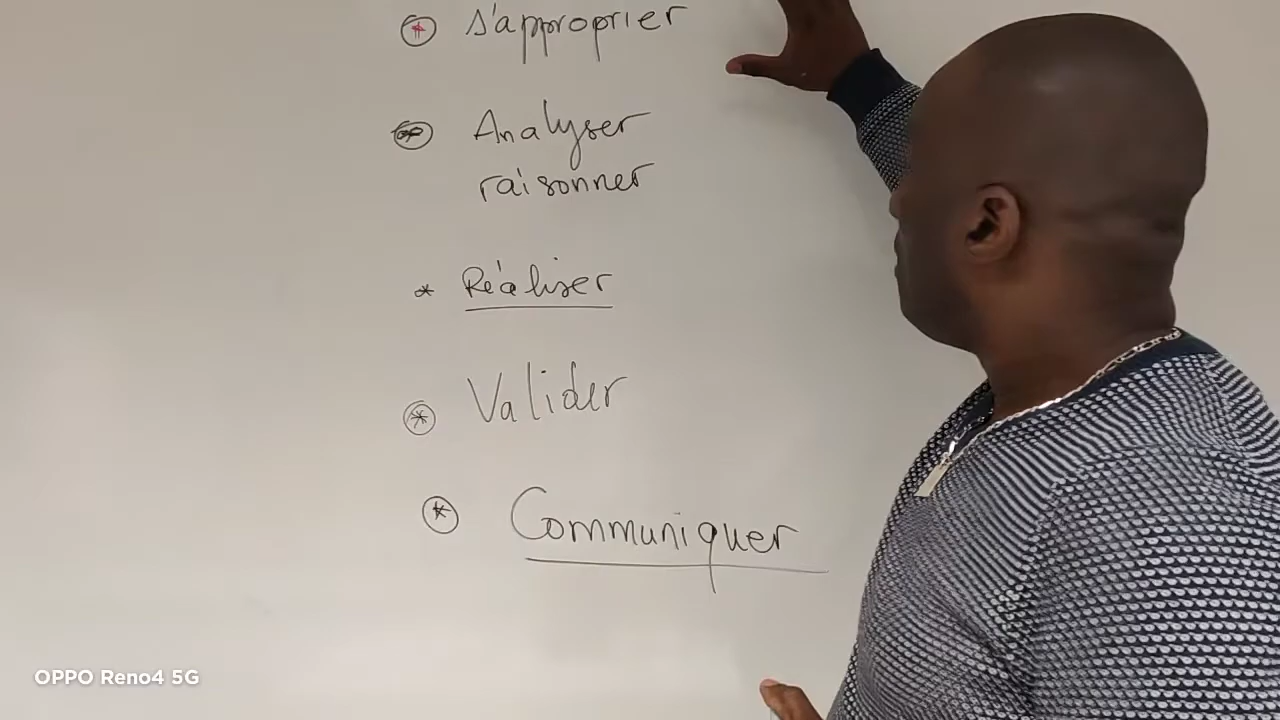 s'approprier
Analyser
raisonner
* Réaliser
* Valider
* Communiquer
OPPO Reno4 5G